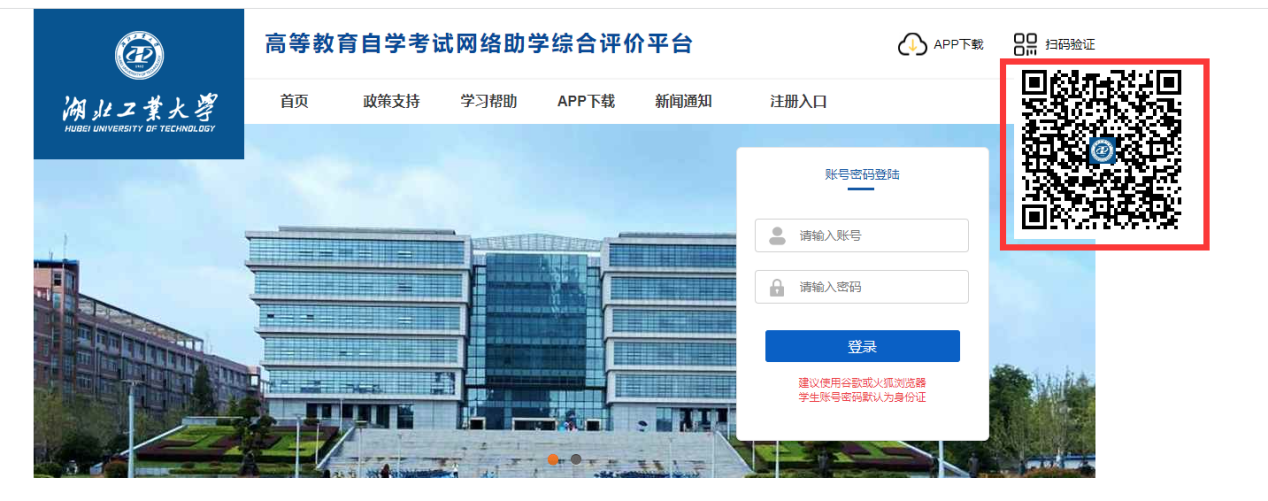 高等教育自学考试网络助学综合评价平台
APP下载
扫码验证
湖北工業大學
HUBEI UNIVERSITY OF TECHNOLOGY
首页
政策支持
学习帮助
APP下载
新闻通知
注册入口
账号密码登陆
请输入账号
请输入密码
登录
建议使用谷歌或火狐浏览器
学生账号密码默认为身份证